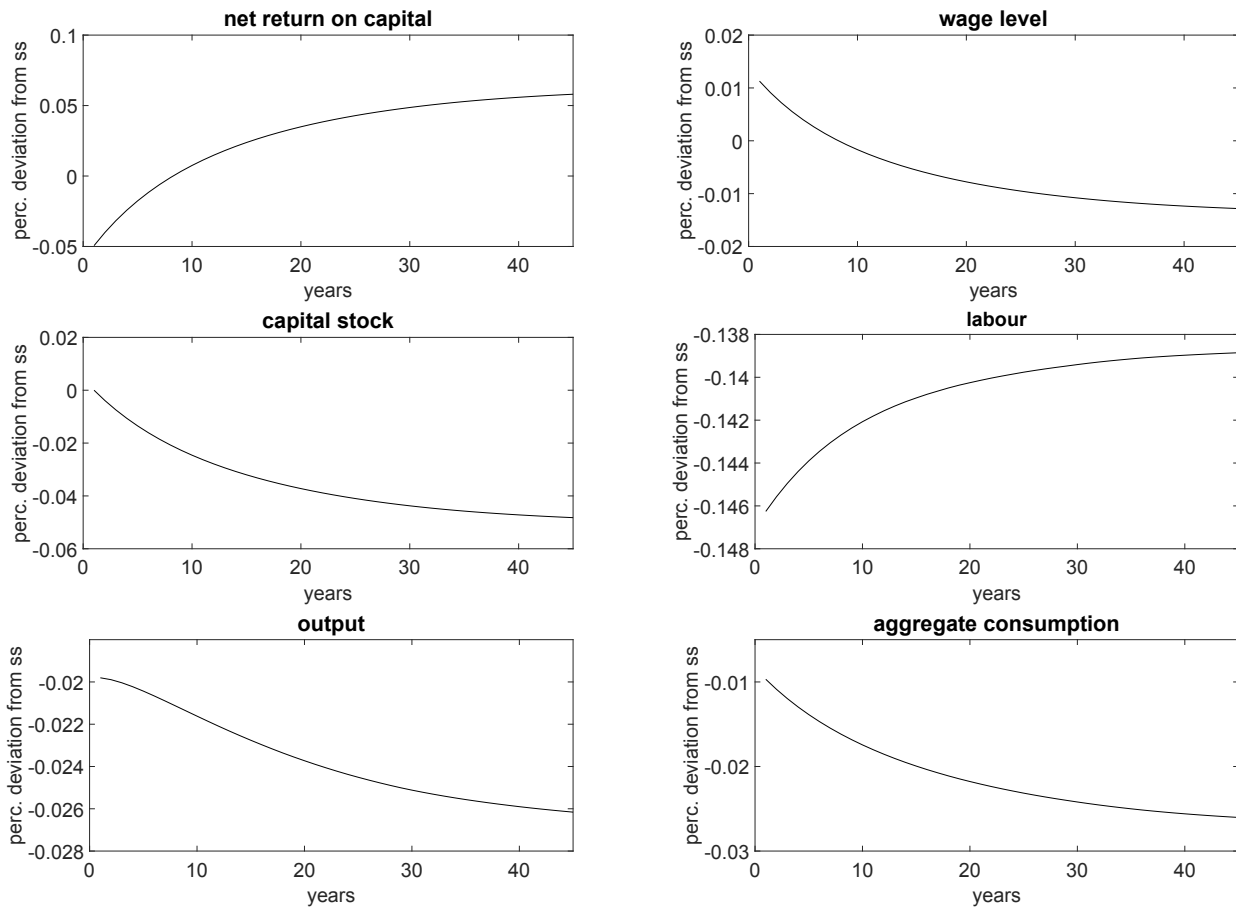 net return on capital
perc. deviation from ss
0.1
0.05
0
-0.05
0 10 20 30 40
years
wage level
perc. deviation from ss
0.02
0.01
0
-0.01
-0.02
0 10 20 30 40
years
capital stock
perc. deviation from ss
0.02
0
-0.02
-0.04
-0.06
0 10 20 30 40
years
labour
perc. deviation from ss
-0.138
-0.14
-0.142
-0.144
-0.146
-0.148
0 10 20 30 40
years
output
perc. deviation from ss
-0.02
-0.022
-0.024
-0.026
-0.028
0 10 20 30 40
years
aggregate consumption
perc. deviation from ss
-0.01
-0.02
-0.03
0 10 20 30 40
years